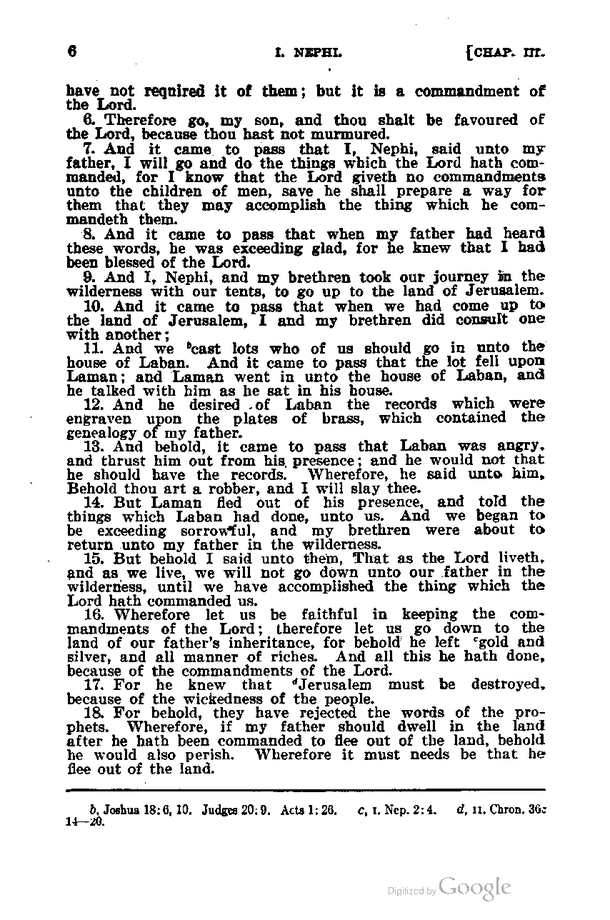 6 I. NEPHI. [CHAP. III.
have not required it of them; but it is a commandment of
the Lord.
6. Therefore go, my son, and thou shalt be favoured of
the Lord, because thou hast not murmured.
7. And it came to pass that I, Nephi, said unto my
father, I will go and do the things which the Lord hath com-
manded, for I know that the Lord giveth no commandments
unto the children of men, save he shall prepare a way for
them that they may accomplish the thing which he com-
mandeth them.
8. And it came to pass that when my father had heard
these words, he was exceeding glad, for he knew that I had
been blessed of the Lord.
9. And I, Nephi, and my brethren took our journey in the
wilderness with our tents, to go up to the land of Jerusalem.
10. And it came to pass that when we had come up to
the land of Jerusalem, I and my brethren did consult one
with another;
11. And we bcast lots who of us should go in unto the
house of Laban. And it came to pass that the lot fell upon
Laman; and Laman went in unto the house of Laban, and
he talked with him as he sat in his house.
12. And he desired of Laban the records which were
engraven upon the plates of brass, which contained the
genealogy of my father.
13. And behold, it came to pass that Laban was angry,
and thrust him out from his presence; and he would not that
he should have the records. Wherefore, he said unto him,
Behold thou art a robber, and I will slay thee.
14. But Laman fled out of his presence, and told the
things which Laban had done, unto us. And we began to
be exceeding sorrowful, and my brethren were about to
return unto my father in the wilderness.
15. But behold I said unto them, That as the Lord liveth,
and as we live, we will not go down unto our father in the
wilderness, until we have accomplished the thing which the
Lord hath commanded us.
16. Wherefore let us be faithful in keeping the com-
mandments of the Lord; therefore let us go down to the
land of our father's inheritance, for behold he left cgold and
silver, and all manner of riches. And all this he hath done,
because of the commandments of the Lord.
17. For he knew that dJerusalem must be destroyed,
because of the wickedness of the people.
18. For behold, they have rejected the words of the pro-
phets. Wherefore, if my father should dwell in the land
after he hath been commanded to flee out of the land, behold
he would also perish. Wherefore it must needs be that he
flee out of the land.
b, Joshua 18:6, 10. Judges 20:9. Acts 1:26. c, I. Nep. 2:4. d, II. Chron. 36:
14—20.
Digitized by Google